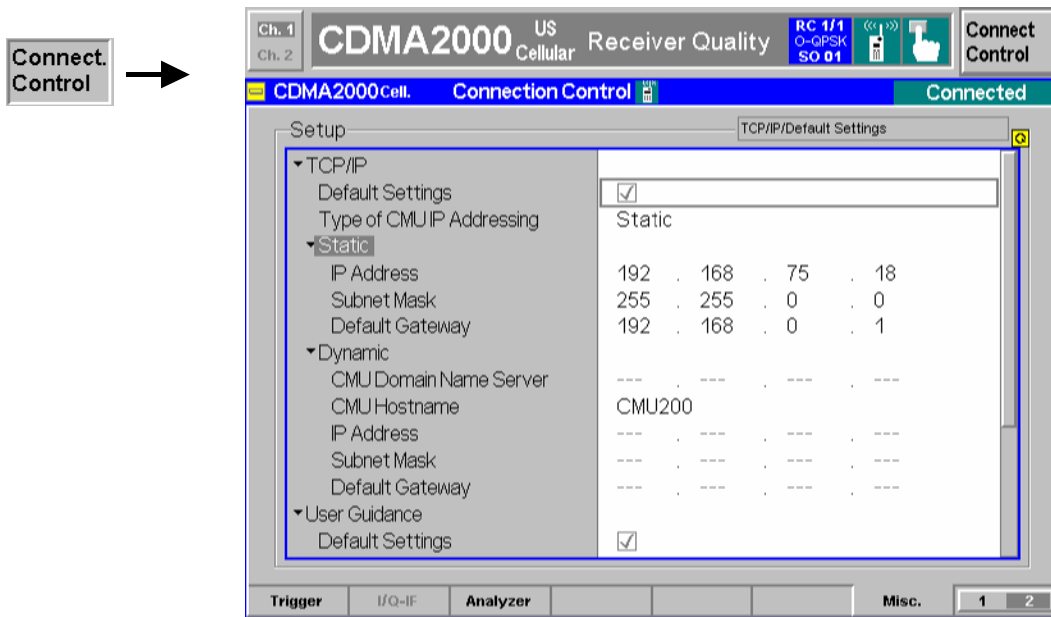 Connect.
Control
Ch. 1
Ch. 2
CDMA2000 US
Cellular
Receiver Quality
RC 1/1
O-QPSK
SO 01
Connect
Control
CDMA2000 Cell. Connection Control Connected
Setup TCP/IP/Default Settings
TCP/IP
Default Settings
Type of CMU IP Addressing Static
Static
IP Address 192 . 168 . 75 . 18
Subnet Mask 255 . 255 . 0 . 0
Default Gateway 192 . 168 . 0 . 1
Dynamic
CMU Domain Name Server --- . --- . --- . ---
CMU Hostname CMU200
IP Address --- . --- . --- . ---
Subnet Mask --- . --- . --- . ---
Default Gateway --- . --- . --- . ---
User Guidance
Default Settings
Trigger I/Q-IF Analyzer Misc. 1 2